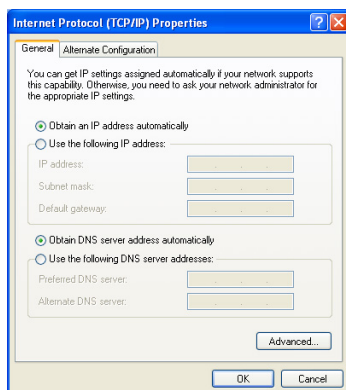 Internet Protocol (TCP/IP) Properties
General
Alternate Configuration
You can get IP settings assigned automatically if your network supports
this capability. Otherwise, you need to ask your network administrator for
the appropriate IP settings.
Obtain an IP address automatically
Use the following IP address:
IP address:
Subnet mask:
Default gateway:
Obtain DNS server address automatically
Use the following DNS server addresses:
Preferred DNS server:
Alternate DNS server:
Advanced...
OK
Cancel